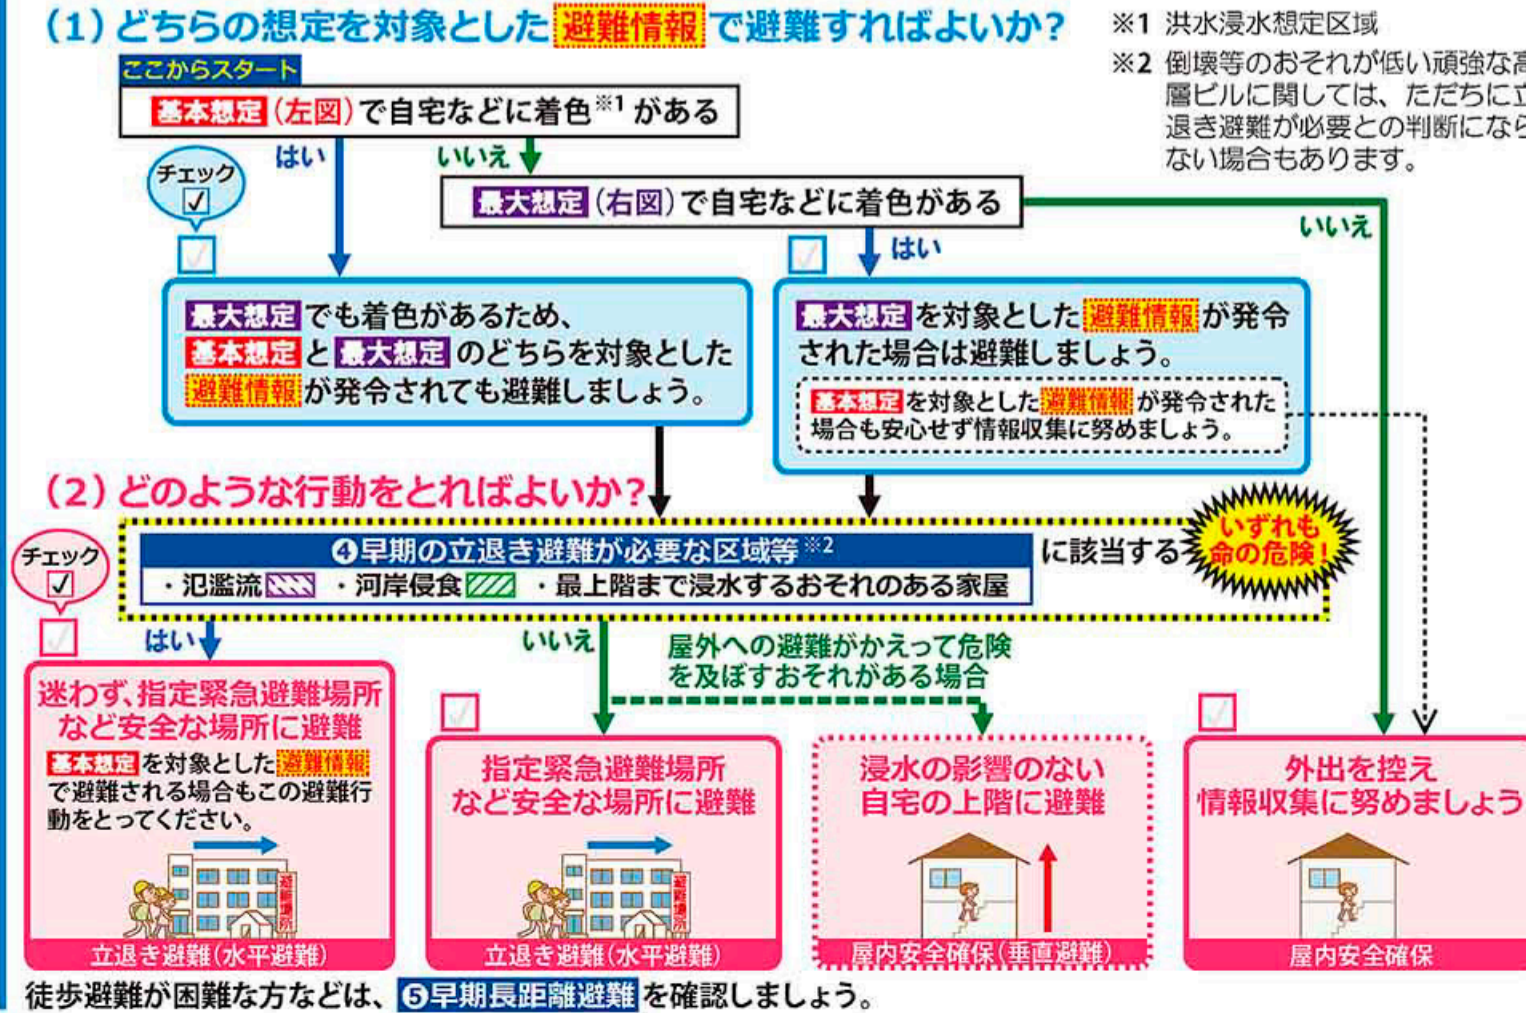 (1)どちらの想定を対象とした避難情報で避難すればよいか?
※1 洪水浸水想定区域
※2 倒壊等のおそれが低い頑強な高
層ビルに関しては、ただちに立
退き避難が必要との判断になら
ない場合もあります。
ここからスタート
基本想定(左図)で自宅などに着色※1がある
はい
いいえ
チェック
最大想定(右図)で自宅などに着色がある
はい
いいえ
最大想定でも着色があるため、
基本想定と最大想定のどちらを対象とした
避難情報が発令されても避難しましょう。
最大想定を対象とした避難情報が発令
された場合は避難しましょう。
基本想定を対象とした避難情報が発令された
場合も安心せず情報収集に努めましょう。
(2)どのような行動をとればよいか?
チェック
❹早期の立退き避難が必要な区域等※2
に該当する
いずれも
命の危険!
・氾濫流 ・河岸侵食 ・最上階まで浸水するおそれのある家屋
はい
いいえ
屋外への避難がかえって危険
を及ぼすおそれがある場合
迷わず、指定緊急避難場所
など安全な場所に避難
基本想定を対象とした避難情報
で避難される場合もこの避難行
動をとってください。
避難場所
立退き避難(水平避難)
指定緊急避難場所
など安全な場所に避難
避難場所
立退き避難(水平避難)
浸水の影響のない
自宅の上階に避難
屋内安全確保(垂直避難)
外出を控え
情報収集に努めましょう
屋内安全確保
徒歩避難が困難な方などは、❺早期長距離避難を確認しましょう。